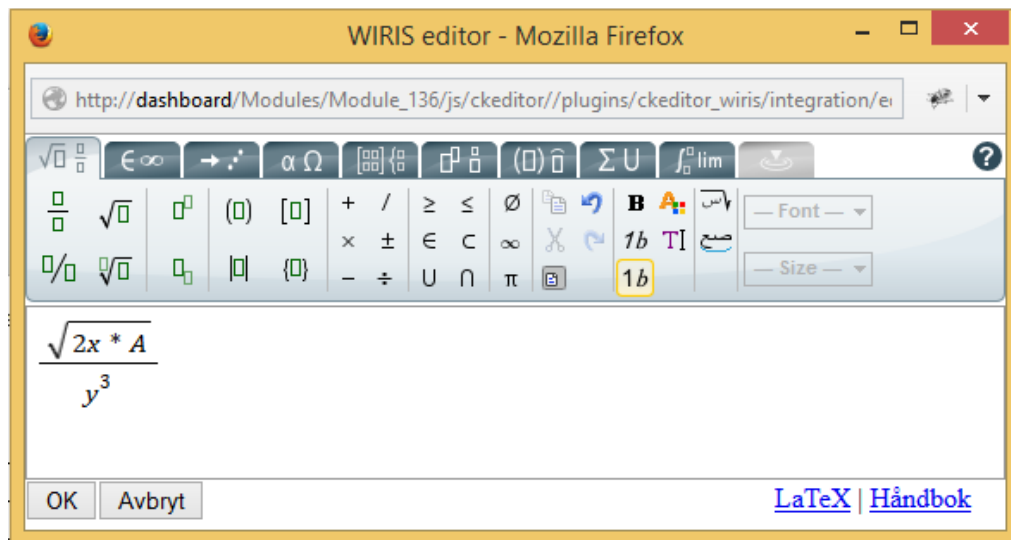 WIRIS editor - Mozilla Firefox
http://dashboard/Modules/Module_136/js/ckeditor//plugins/ckeditor_wiris/integration/e
√▯ ▯/▯ ∈∞ →⋰ αΩ [▯▯]{▯ ▯▯ (▯) ▯̂ Σ∪ ∫lim ?
▯/▯ √▯ ▯▯ (▯) [▯] + / ≥ ≤ ∅ B A — Font —
× ± ∈ ⊂ ∞ 1b T صح
▯/▯ ▯√▯ ▯▯ |▯| {▯} − ÷ ∪ ∩ π 1b — Size —
√(2x * A)
y³
OK Avbryt LaTeX | Håndbok